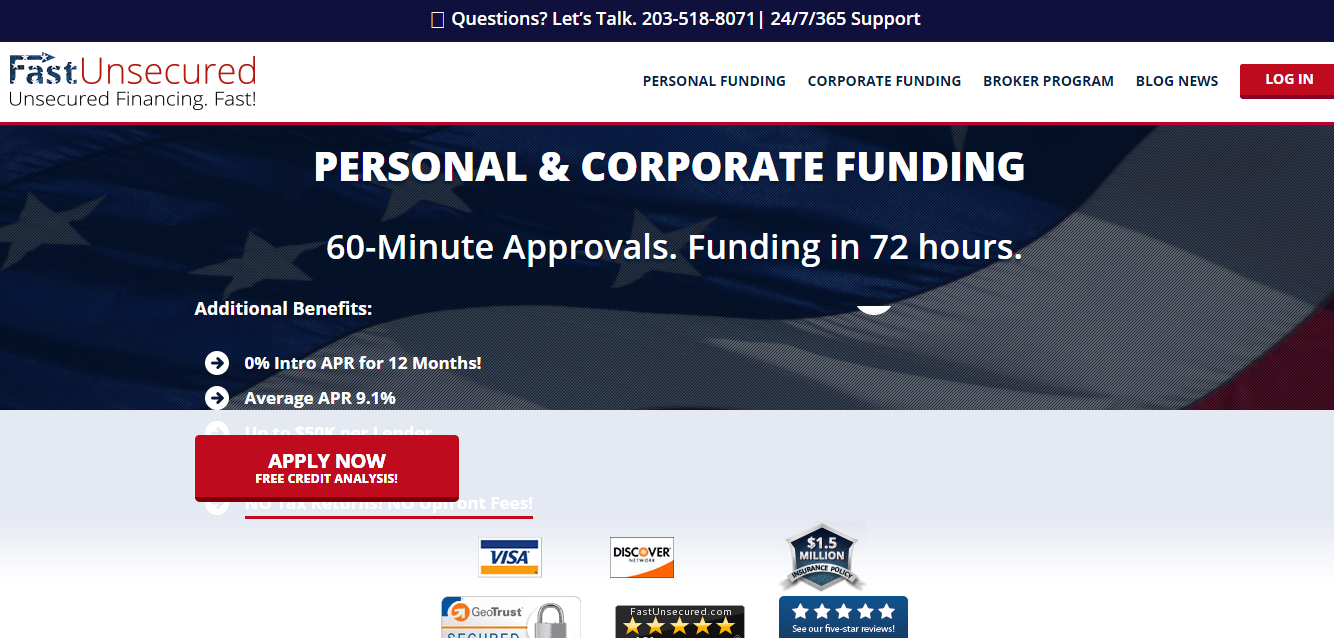 Questions? Let’s Talk. 203-518-8071| 24/7/365 Support
FastUnsecured
Unsecured Financing. Fast!
PERSONAL FUNDING
CORPORATE FUNDING
BROKER PROGRAM
BLOG NEWS
LOG IN
PERSONAL & CORPORATE FUNDING
60-Minute Approvals. Funding in 72 hours.
Additional Benefits:
0% Intro APR for 12 Months!
Average APR 9.1%
Up to $50K per Lender
APPLY NOW
FREE CREDIT ANALYSIS!
NO Tax Returns! NO Upfront Fees!
VISA
DISCOVER
NETWORK
$1.5
MILLION
INSURANCE POLICY
GeoTrust
SECURED
FastUnsecured.com
See our five-star reviews!